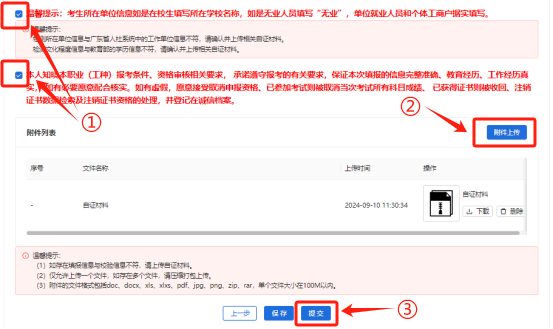 温馨提示：考生所在单位信息如是在校生填写所在学校名称，如是无业人员填写“无业”，单位就业人员和个体工商户据实填写。
温馨提示：
所在单位信息与广东省人社系统中的工作单位信息不符，请确认并上传相关自证材料。
文化程度信息与教育部的学历信息不符，请确认并上传相关自证材料。
本人知晓本职业（工种）报考条件、资格审核相关要求， 承诺遵守报考的有关要求，保证本次填报的信息完整准确、教育经历、工作经历真
实，如有必要愿意配合核实。如有虚假，愿意接受取消申报资格、已参加考试则被取消当次考试所有科目成绩、 已获得证书则被收回、注销
证书数据检索及注销证书资格的处理，并登记在诚信档案。
①
②
附件列表
附件上传
序号 文件名称 上传时间 操作
- 自证材料 2024-09-10 11:30:34 自证材料
下载 删除
温馨提示：
（1）如存在填报信息与校验信息不符，请上传自证材料。
（2）仅允许上传一个文件，如存在多个文件，请压缩打包上传。
（3）附件的文件格式包括doc、docx、xls、xlxs、pdf、jpg、png、zip、rar，单个文件大小在100M以内。
上一步 保存 提交
③